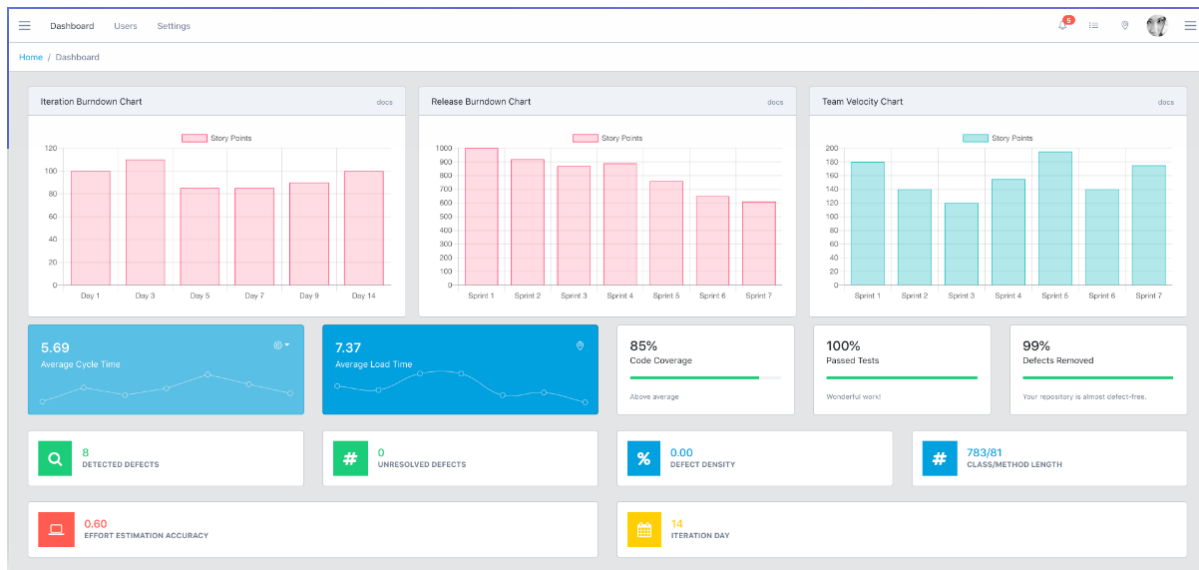 Dashboard Users Settings 5
Home / Dashboard
Iteration Burndown Chart docs
Story Points
120
100
80
60
40
20
0
Day 1 Day 3 Day 5 Day 7 Day 9 Day 14
Release Burndown Chart docs
Story Points
1000
900
800
700
600
500
400
300
200
100
0
Sprint 1 Sprint 2 Sprint 3 Sprint 4 Sprint 5 Sprint 6 Sprint 7
Team Velocity Chart docs
Story Points
200
180
160
140
120
100
80
60
40
20
0
Sprint 1 Sprint 2 Sprint 3 Sprint 4 Sprint 5 Sprint 6 Sprint 7
5.69
Average Cycle Time
7.37
Average Load Time
85%
Code Coverage
Above average
100%
Passed Tests
Wonderful work!
99%
Defects Removed
Your repository is almost defect-free.
8
DETECTED DEFECTS
#
0
UNRESOLVED DEFECTS
%
0.00
DEFECT DENSITY
#
783/81
CLASS/METHOD LENGTH
0.60
EFFORT ESTIMATION ACCURACY
14
ITERATION DAY